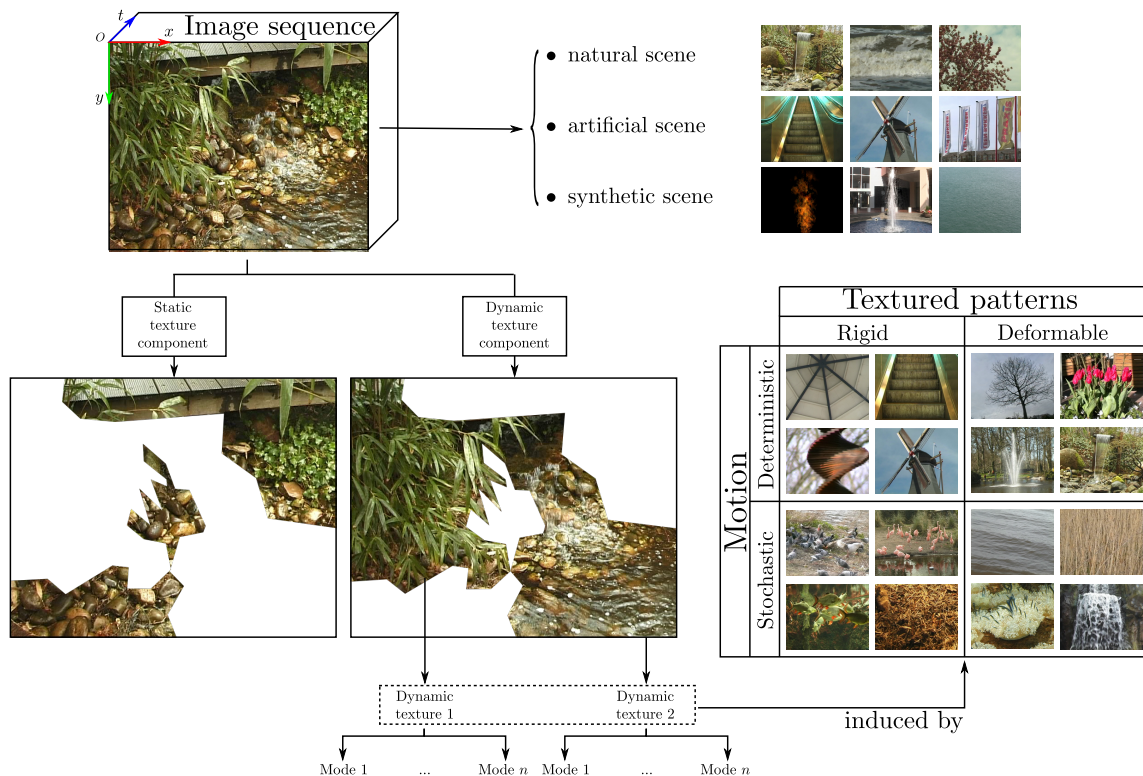 Image sequence
t
O
x
y
• natural scene
• artificial scene
• synthetic scene
Static
texture
component
Dynamic
texture
component
Textured patterns
Rigid
Deformable
Motion
Deterministic
Stochastic
Dynamic
texture 1
Dynamic
texture 2
induced by
Mode 1
...
Mode n
Mode 1
...
Mode n